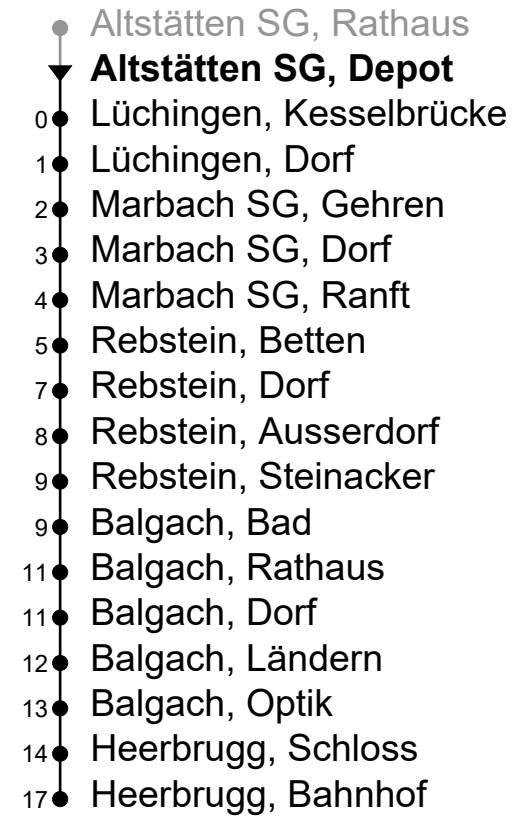 Altstätten SG, Rathaus
Altstätten SG, Depot
0 Lüchingen, Kesselbrücke
1 Lüchingen, Dorf
2 Marbach SG, Gehren
3 Marbach SG, Dorf
4 Marbach SG, Ranft
5 Rebstein, Betten
7 Rebstein, Dorf
8 Rebstein, Ausserdorf
9 Rebstein, Steinacker
9 Balgach, Bad
11 Balgach, Rathaus
11 Balgach, Dorf
12 Balgach, Ländern
13 Balgach, Optik
14 Heerbrugg, Schloss
17 Heerbrugg, Bahnhof